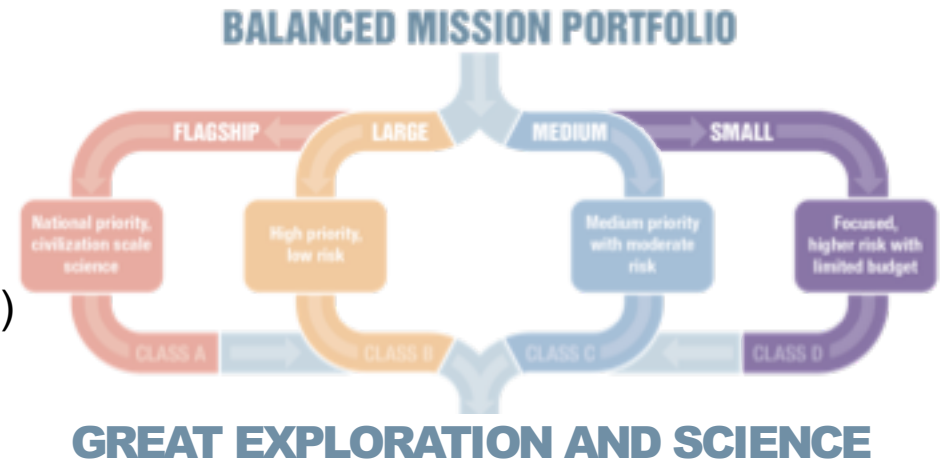 BALANCED MISSION PORTFOLIO
FLAGSHIP
LARGE
MEDIUM
SMALL
National priority,
civilization scale
science
High priority,
low risk
Medium priority
with moderate
risk
Focused,
higher risk with
limited budget
)
CLASS A
CLASS B
CLASS C
CLASS D
GREAT EXPLORATION AND SCIENCE